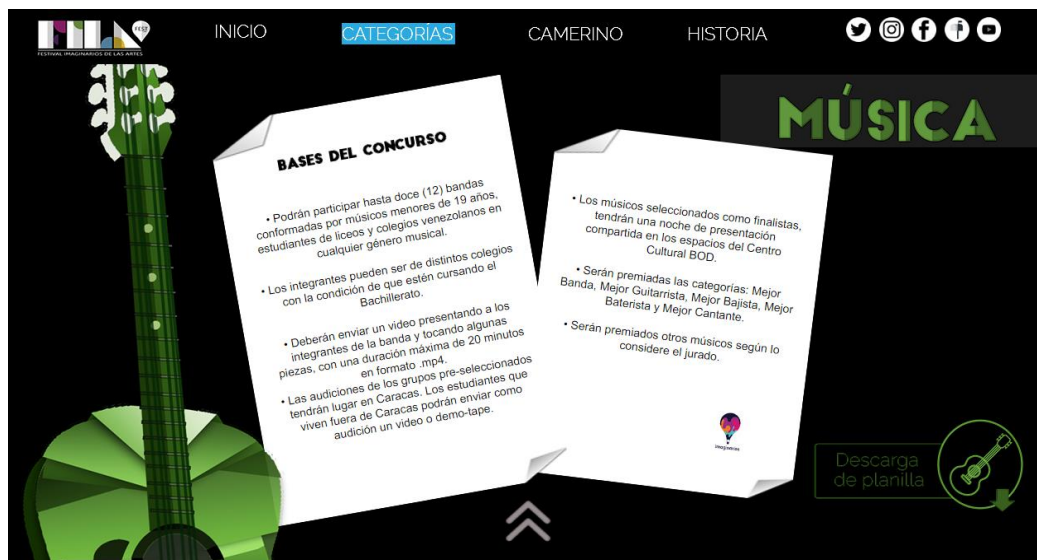 FILA FEST
FESTIVAL IMAGINARIOS DE LAS ARTES
INICIO
CATEGORÍAS
CAMERINO
HISTORIA
MÚSICA
BASES DEL CONCURSO
• Podrán participar hasta doce (12) bandas
conformadas por músicos menores de 19 años,
estudiantes de liceos y colegios venezolanos en
cualquier género musical.
• Los integrantes pueden ser de distintos colegios
con la condición de que estén cursando el
Bachillerato.
• Deberán enviar un video presentando a los
integrantes de la banda y tocando algunas
piezas, con una duración máxima de 20 minutos
en formato .mp4.
• Las audiciones de los grupos pre-seleccionados
tendrán lugar en Caracas. Los estudiantes que
viven fuera de Caracas podrán enviar como
audición un video o demo-tape.
• Los músicos seleccionados como finalistas,
tendrán una noche de presentación
compartida en los espacios del Centro
Cultural BOD.
• Serán premiadas las categorías: Mejor
Banda, Mejor Guitarrista, Mejor Bajista, Mejor
Baterista y Mejor Cantante.
• Serán premiados otros músicos según lo
considere el jurado.
Descarga
de planilla